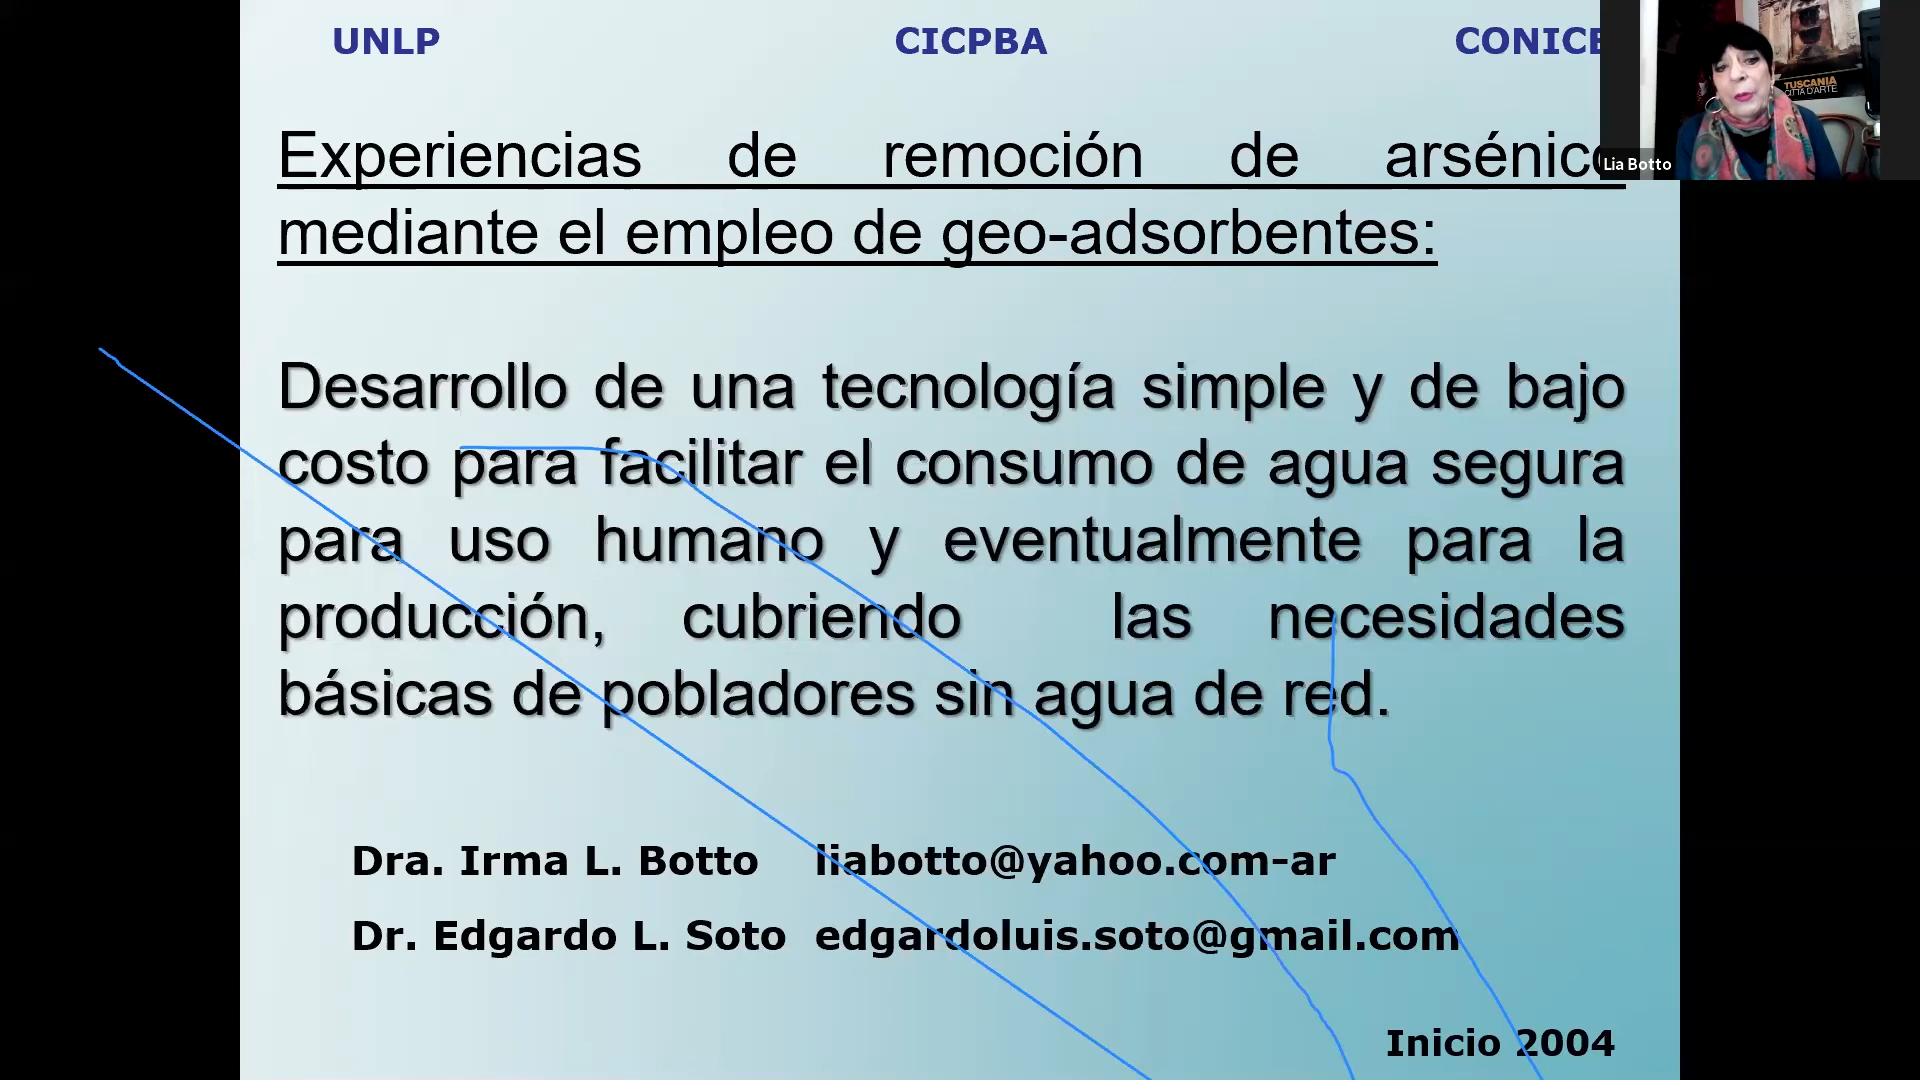 UNLP CICPBA CONICE
Experiencias de remoción de arsénico
mediante el empleo de geo-adsorbentes:
Desarrollo de una tecnología simple y de bajo
costo para facilitar el consumo de agua segura
para uso humano y eventualmente para la
producción, cubriendo las necesidades
básicas de pobladores sin agua de red.
Dra. Irma L. Botto liabotto@yahoo.com-ar
Dr. Edgardo L. Soto edgardoluis.soto@gmail.com
Inicio 2004
TUSCANIA
CITTA D'ARTE
Lia Botto